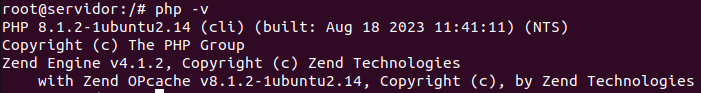 root@servidor:/# php -v
PHP 8.1.2-1ubuntu2.14 (cli) (built: Aug 18 2023 11:41:11) (NTS)
Copyright (c) The PHP Group
Zend Engine v4.1.2, Copyright (c) Zend Technologies
    with Zend OPcache v8.1.2-1ubuntu2.14, Copyright (c), by Zend Technologies